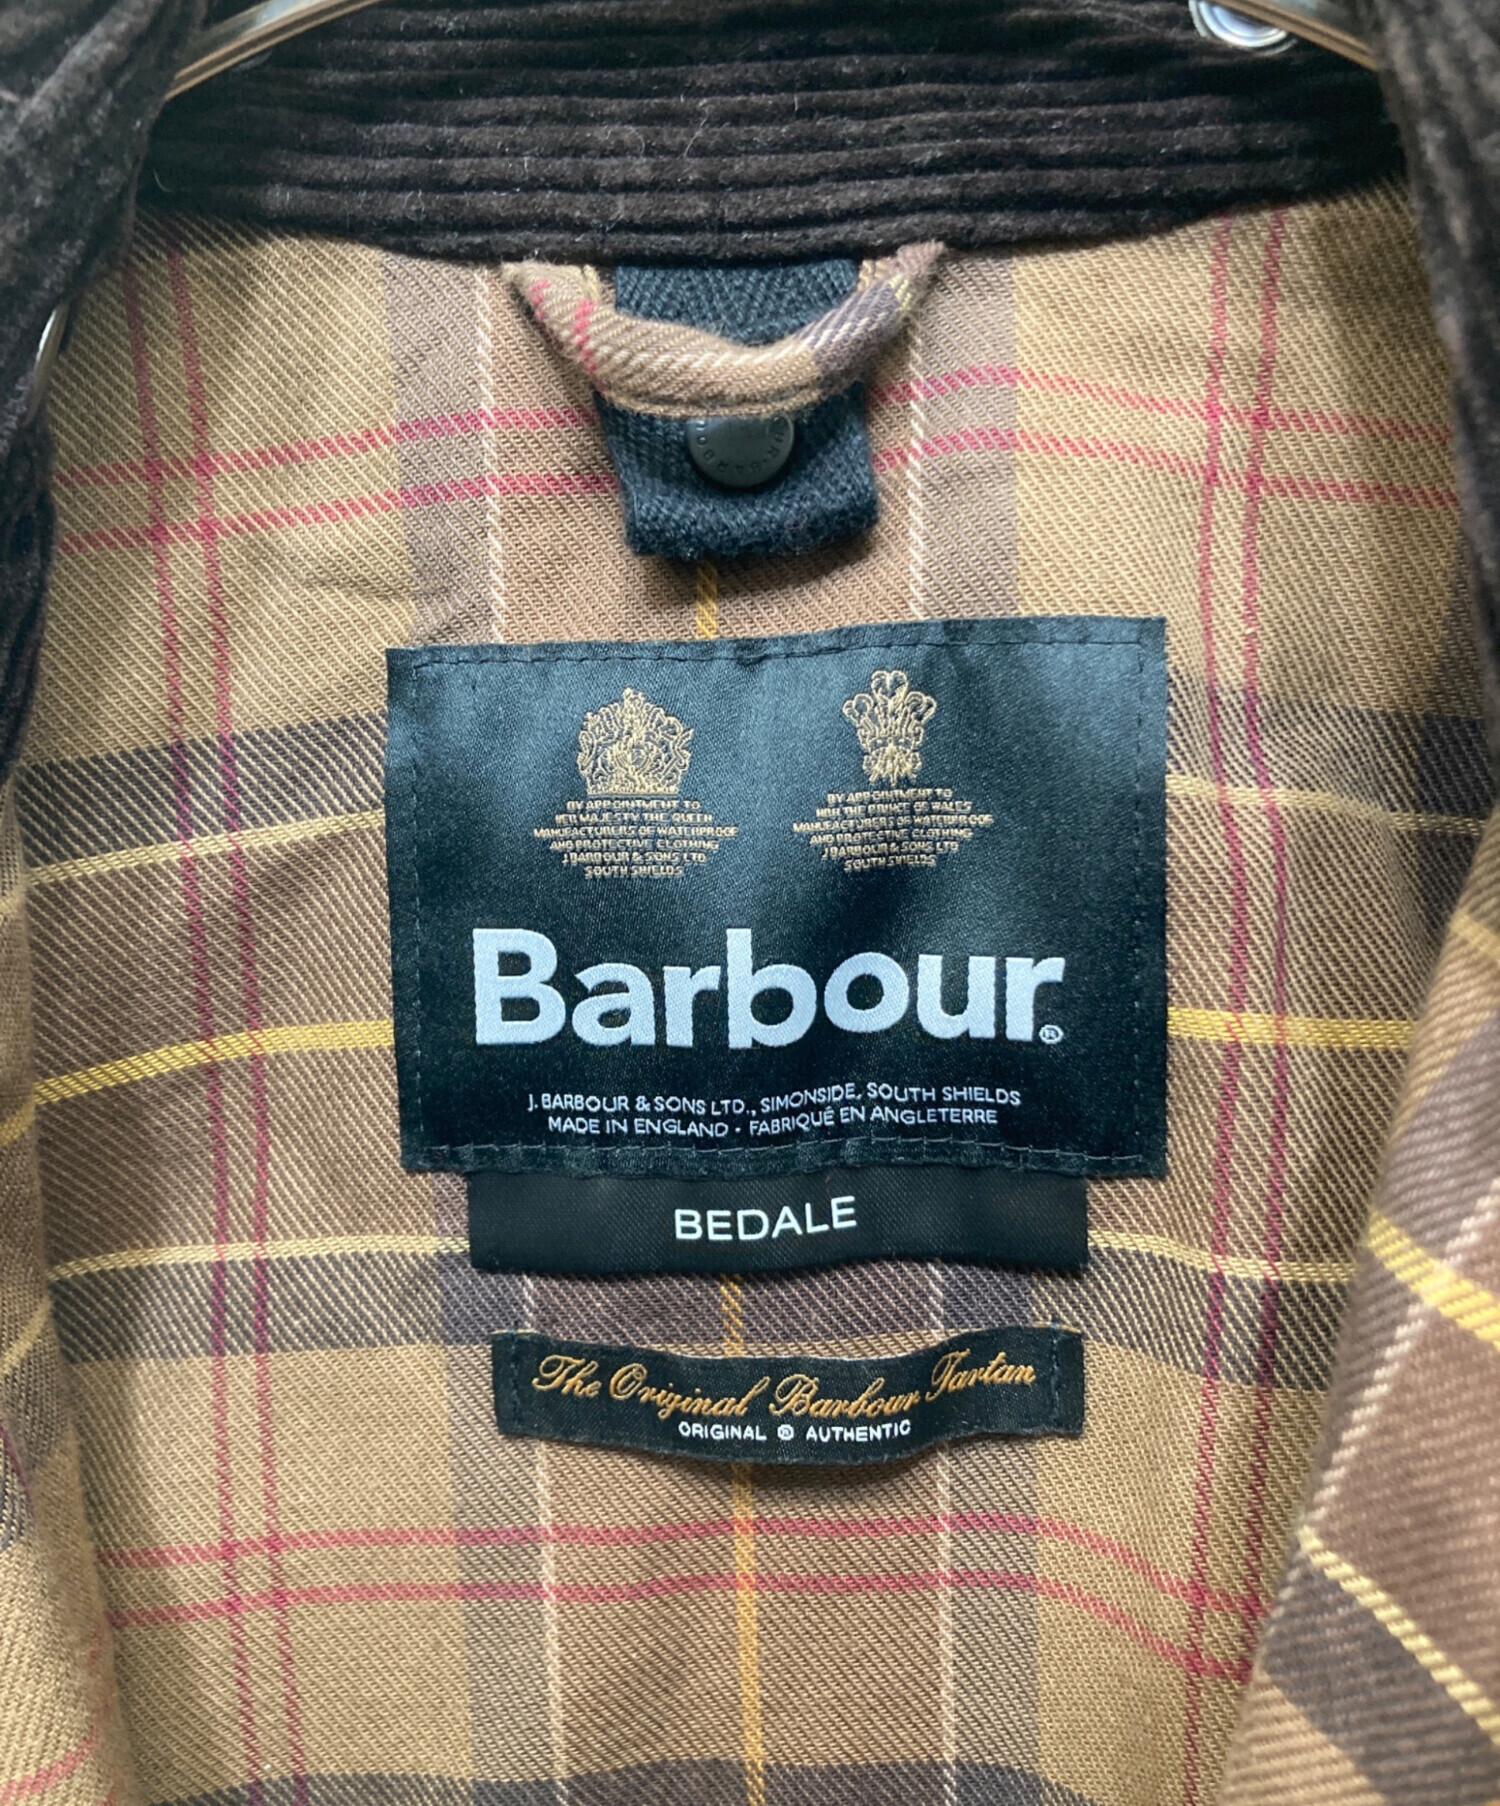 BY APPOINTMENT TO
HER MAJESTY THE QUEEN
MANUFACTURERS OF WATERPROOF
AND PROTECTIVE CLOTHING
J BARBOUR & SONS LTD
SOUTH SHIELDS
BY APPOINTMENT TO
HRH THE PRINCE OF WALES
MANUFACTURERS OF WATERPROOF
AND PROTECTIVE CLOTHING
J BARBOUR & SONS LTD
SOUTH SHIELDS
Barbour®
J. BARBOUR & SONS LTD., SIMONSIDE, SOUTH SHIELDS
MADE IN ENGLAND · FABRIQUÉ EN ANGLETERRE
BEDALE
The Original Barbour Tartan
ORIGINAL ® AUTHENTIC